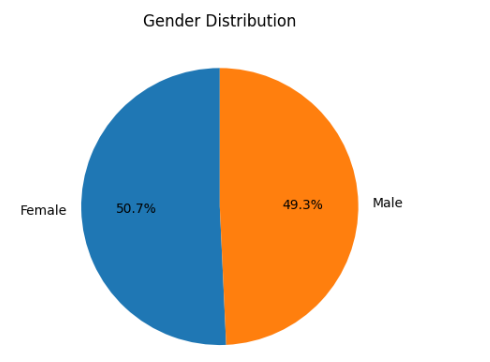 Gender Distribution
Female
50.7%
49.3%
Male